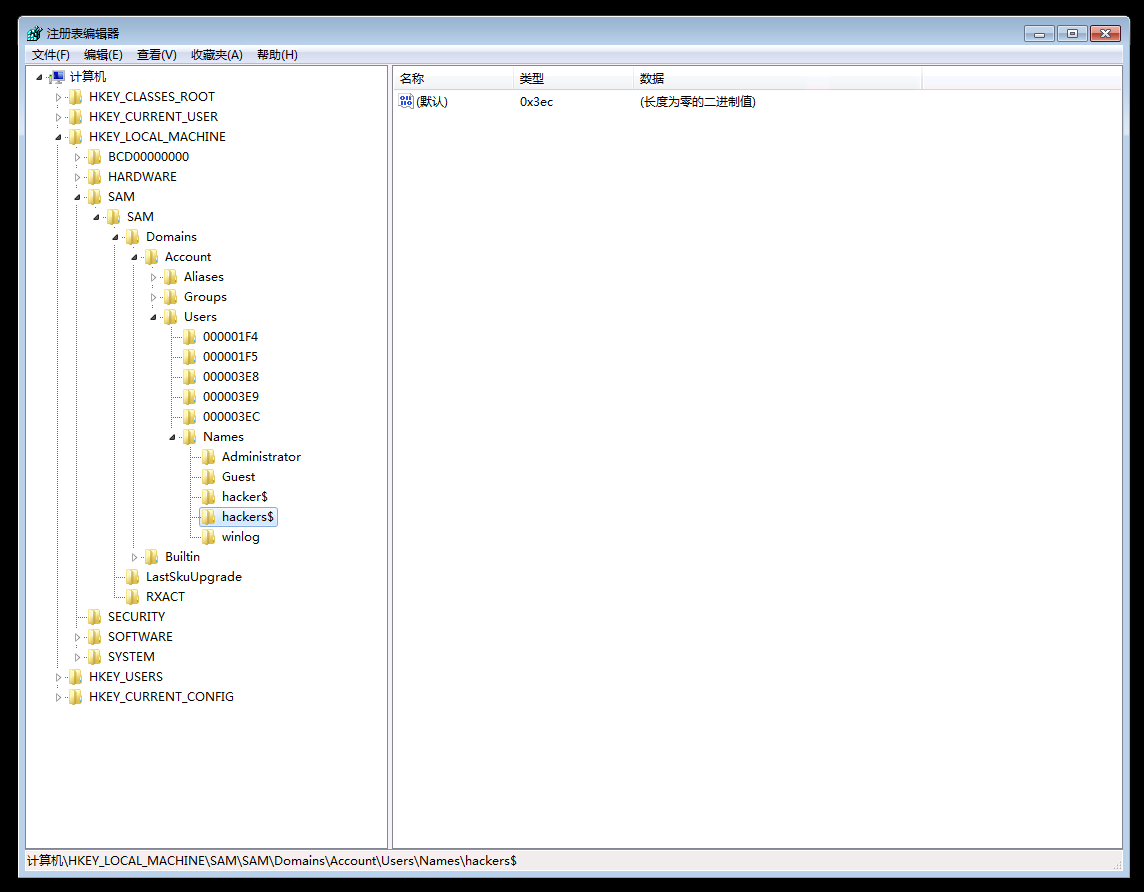 注册表编辑器
文件(F) 编辑(E) 查看(V) 收藏夹(A) 帮助(H)
计算机
HKEY_CLASSES_ROOT
HKEY_CURRENT_USER
HKEY_LOCAL_MACHINE
BCD00000000
HARDWARE
SAM
SAM
Domains
Account
Aliases
Groups
Users
000001F4
000001F5
000003E8
000003E9
000003EC
Names
Administrator
Guest
hacker$
hackers$
winlog
Builtin
LastSkuUpgrade
RXACT
SECURITY
SOFTWARE
SYSTEM
HKEY_USERS
HKEY_CURRENT_CONFIG
名称 类型 数据
(默认) 0x3ec (长度为零的二进制值)
计算机\HKEY_LOCAL_MACHINE\SAM\SAM\Domains\Account\Users\Names\hackers$